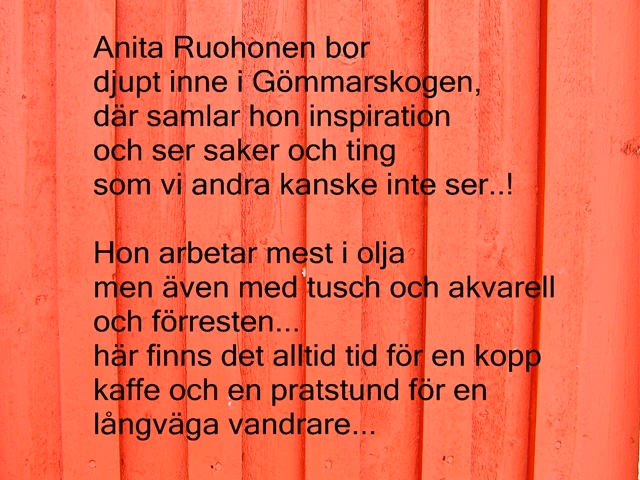 Anita Ruohonen bor
djupt inne i Gömmarskogen,
där samlar hon inspiration
och ser saker och ting
som vi andra kanske inte ser..!
Hon arbetar mest i olja
men även med tusch och akvarell
och förresten...
här finns det alltid tid för en kopp
kaffe och en pratstund för en
långväga vandrare...